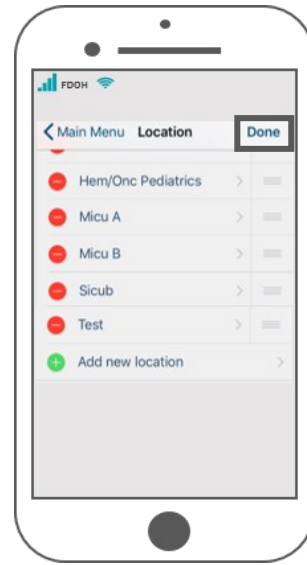 FDOH
Main Menu Location Done
Hem/Onc Pediatrics
Micu A
Micu B
Sicub
Test
Add new location